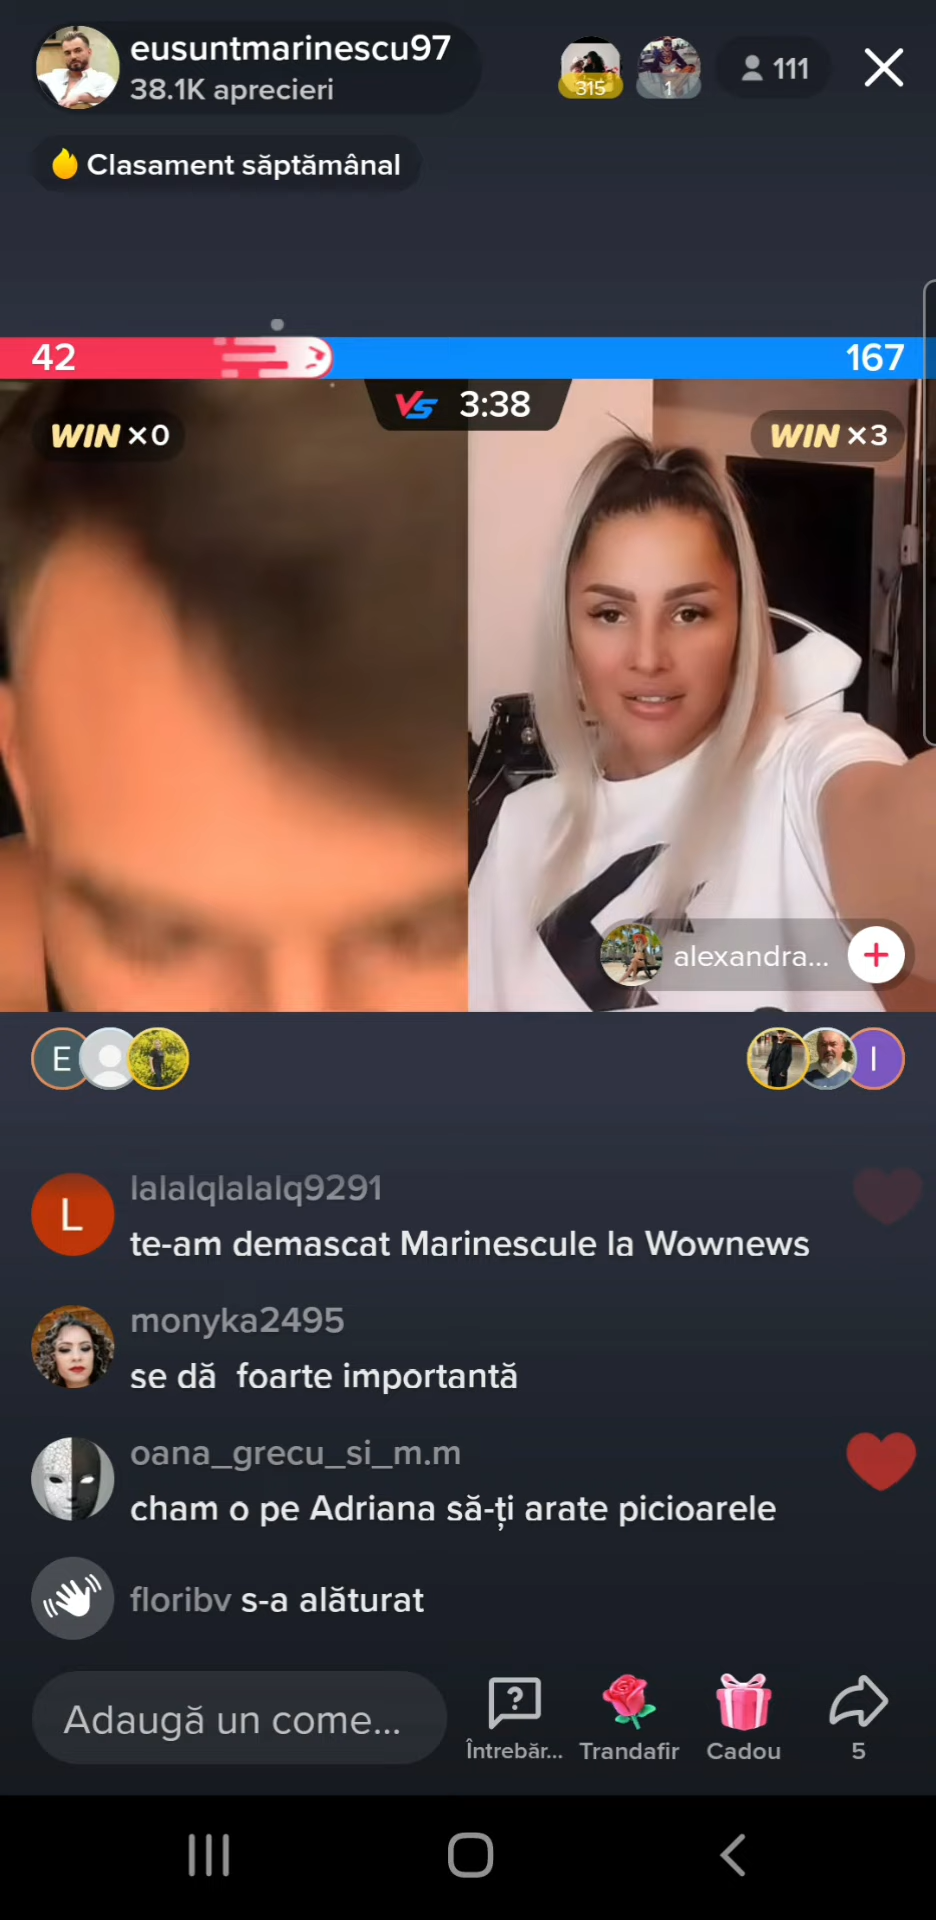 eusuntmarinescu97
38.1K aprecieri
315
1
111
Clasament săptămânal
42
167
VS 3:38
WIN ×0
WIN ×3
alexandra...
E
I
lalalqlalalq9291
L
te-am demascat Marinescule la Wownews
monyka2495
se dă foarte importantă
oana_grecu_si_m.m
cham o pe Adriana să-ți arate picioarele
floribv s-a alăturat
Adaugă un come...
Întrebăr...
Trandafir
Cadou
5